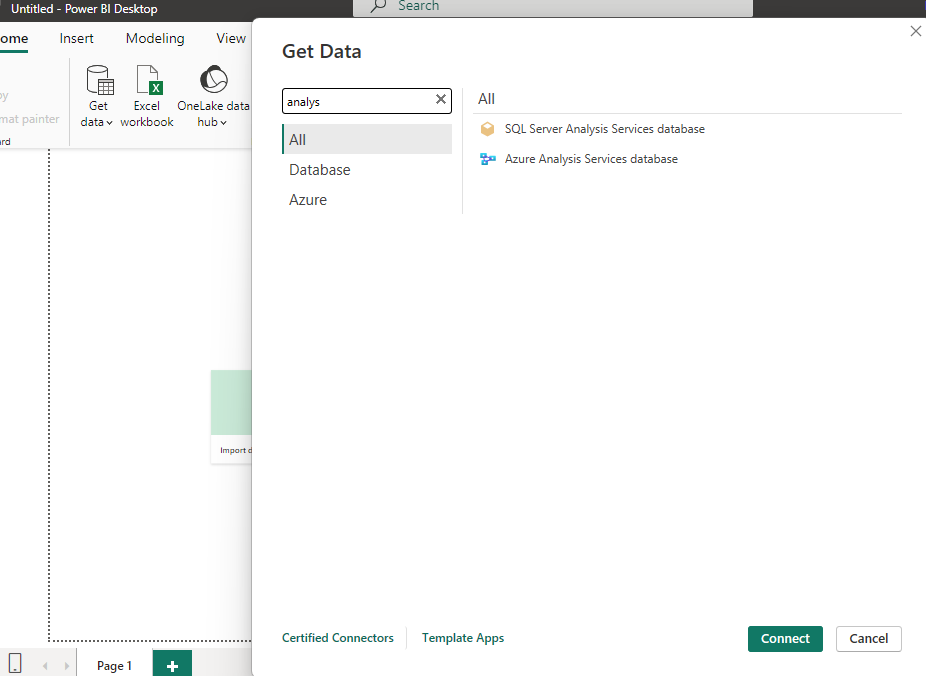 Untitled - Power BI Desktop
Search
ome
Insert
Modeling
View
Get
data
Excel
workbook
OneLake data
hub
py
mat painter
ard
Get Data
analys
All
Database
Azure
All
SQL Server Analysis Services database
Azure Analysis Services database
Import d
Certified Connectors
Template Apps
Connect
Cancel
Page 1